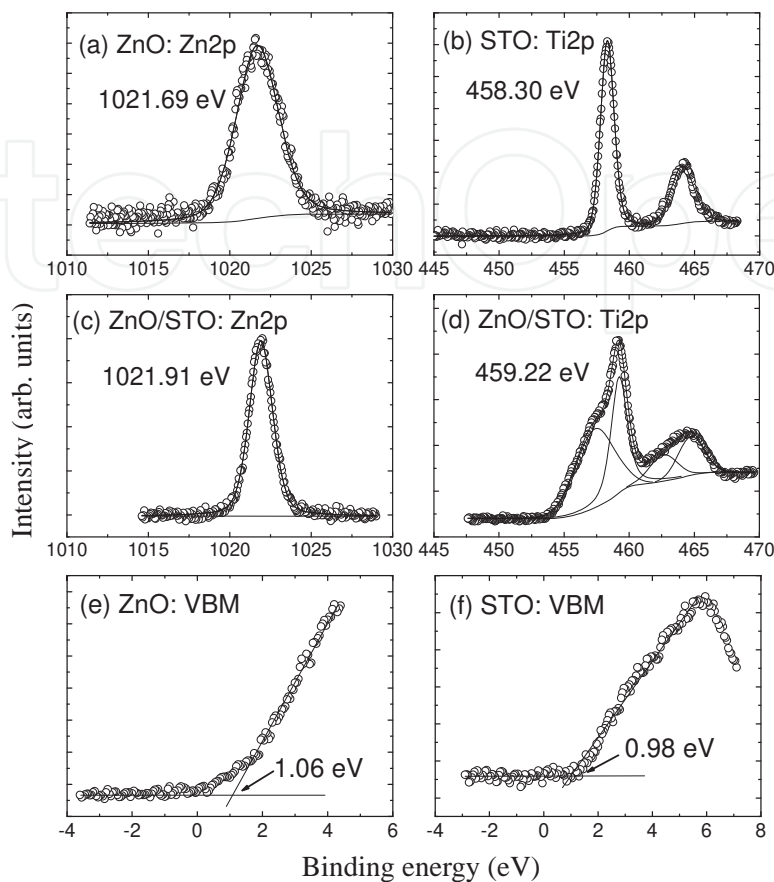 (a) ZnO: Zn2p
1021.69 eV
1010 1015 1020 1025 1030
(b) STO: Ti2p
458.30 eV
445 450 455 460 465 470
(c) ZnO/STO: Zn2p
1021.91 eV
1010 1015 1020 1025 1030
(d) ZnO/STO: Ti2p
459.22 eV
445 450 455 460 465 470
(e) ZnO: VBM
1.06 eV
-4 -2 0 2 4 6
(f) STO: VBM
0.98 eV
-4 -2 0 2 4 6 8
Intensity (arb. units)
Binding energy (eV)
techOpe